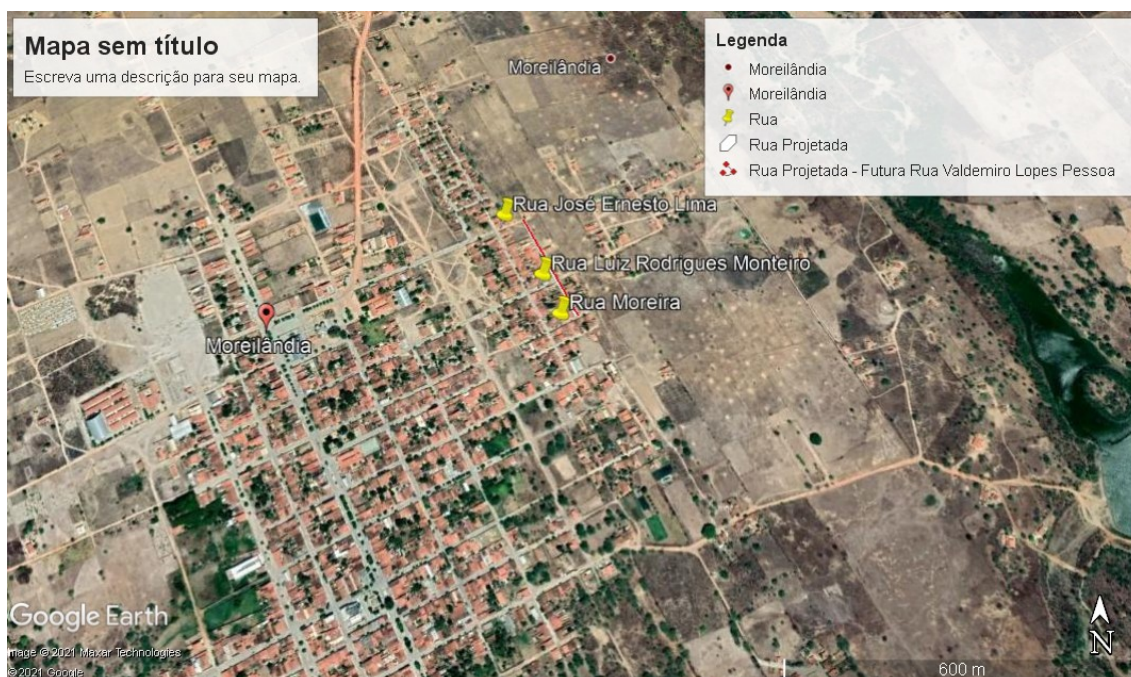 Mapa sem título
Escreva uma descrição para seu mapa.
Legenda
Moreilândia
Moreilândia
Rua
Rua Projetada
Rua Projetada - Futura Rua Valdemiro Lopes Pessoa
Moreilândia
Rua José Ernesto Lima
Rua Luiz Rodrigues Monteiro
Rua Moreira
Moreilândia
Google Earth
Image © 2021 Maxar Technologies
© 2021 Google
N
600 m